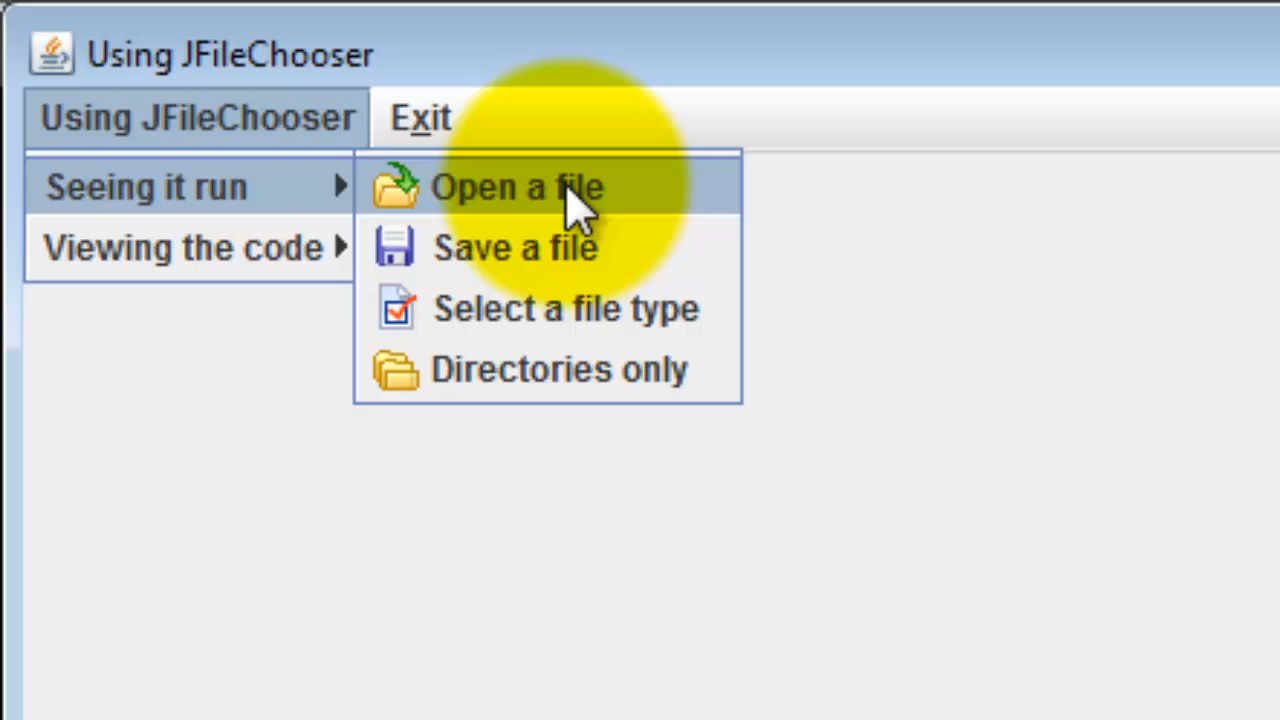 Using JFileChooser
Using JFileChooser Exit
Seeing it run
Viewing the code
Open a file
Save a file
Select a file type
Directories only